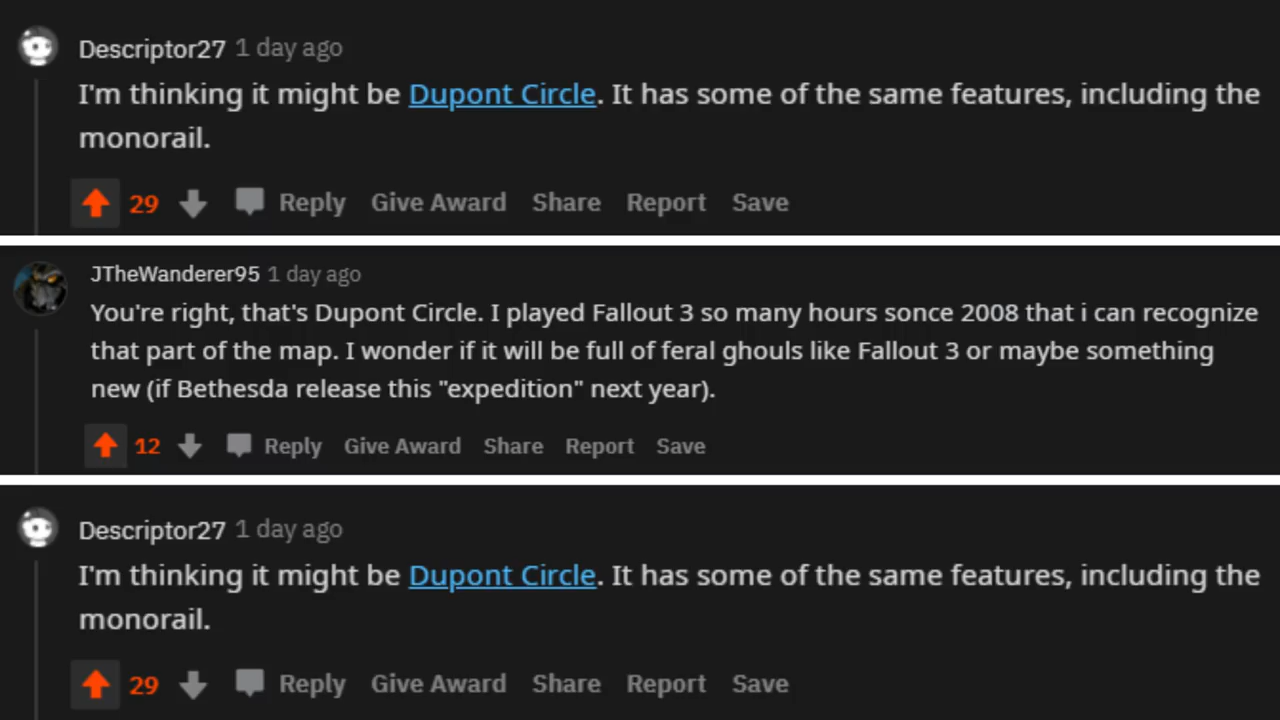 Descriptor27 1 day ago
I'm thinking it might be Dupont Circle. It has some of the same features, including the
monorail.
29 Reply Give Award Share Report Save
JTheWanderer95 1 day ago
You're right, that's Dupont Circle. I played Fallout 3 so many hours sonce 2008 that i can recognize
that part of the map. I wonder if it will be full of feral ghouls like Fallout 3 or maybe something
new (if Bethesda release this "expedition" next year).
12 Reply Give Award Share Report Save
Descriptor27 1 day ago
I'm thinking it might be Dupont Circle. It has some of the same features, including the
monorail.
29 Reply Give Award Share Report Save